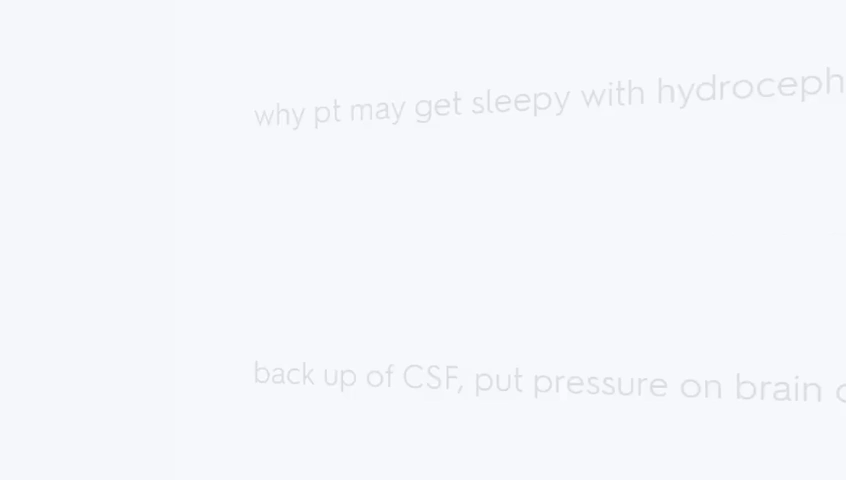 why pt may get sleepy with hydroceph
back up of CSF, put pressure on brain